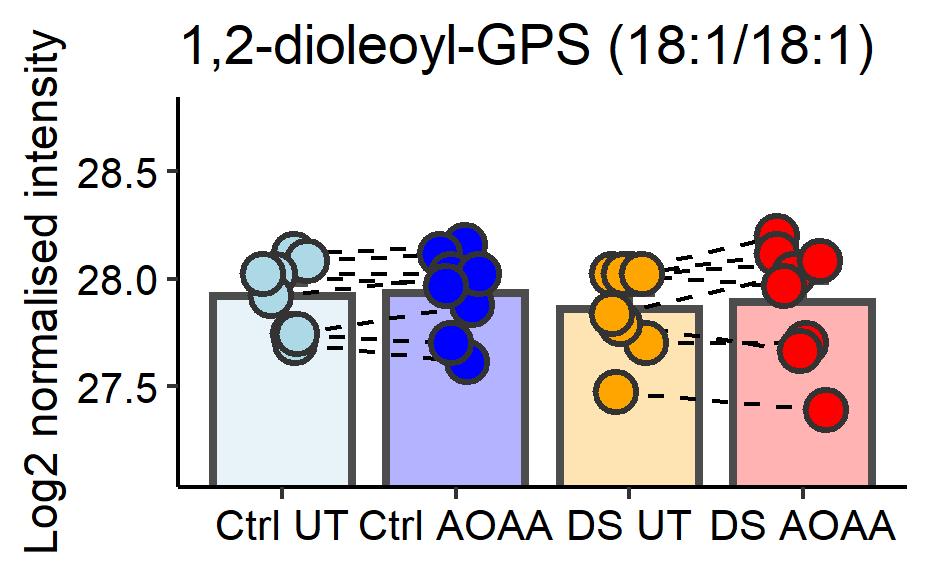 1,2-dioleoyl-GPS (18:1/18:1)
Log2 normalised intensity
28.5
28.0
27.5
Ctrl UT Ctrl AOAA DS UT DS AOAA